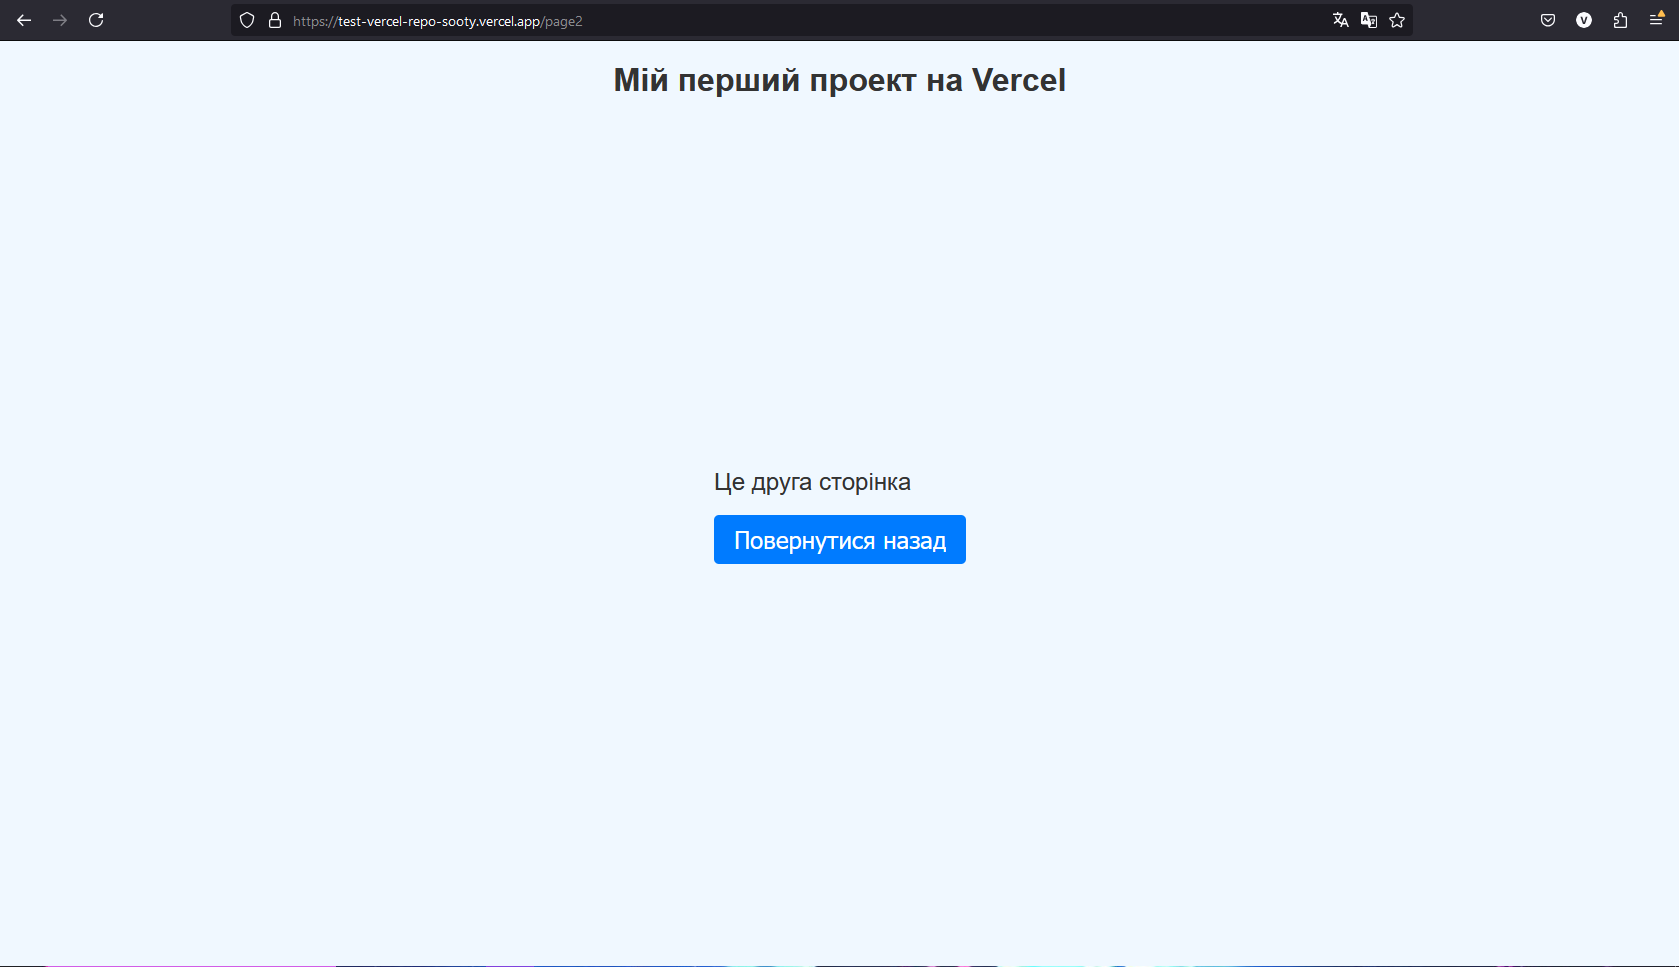 https://test-vercel-repo-sooty.vercel.app/page2
V
Мій перший проект на Vercel
Це друга сторінка
Повернутися назад